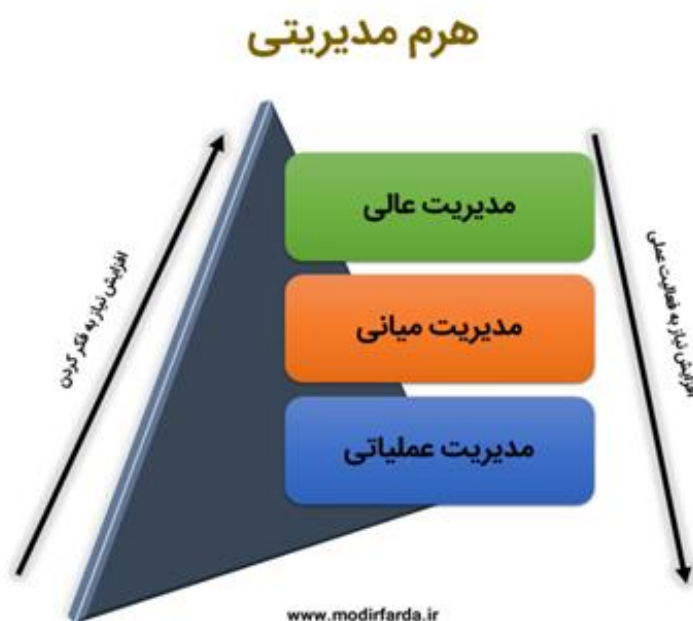 هرم مدیریتی
مدیریت عالی
مدیریت میانی
مدیریت عملیاتی
افزایش نیاز به فکر کردن
افزایش نیاز به فعالیت عملی
www.modirfarda.ir